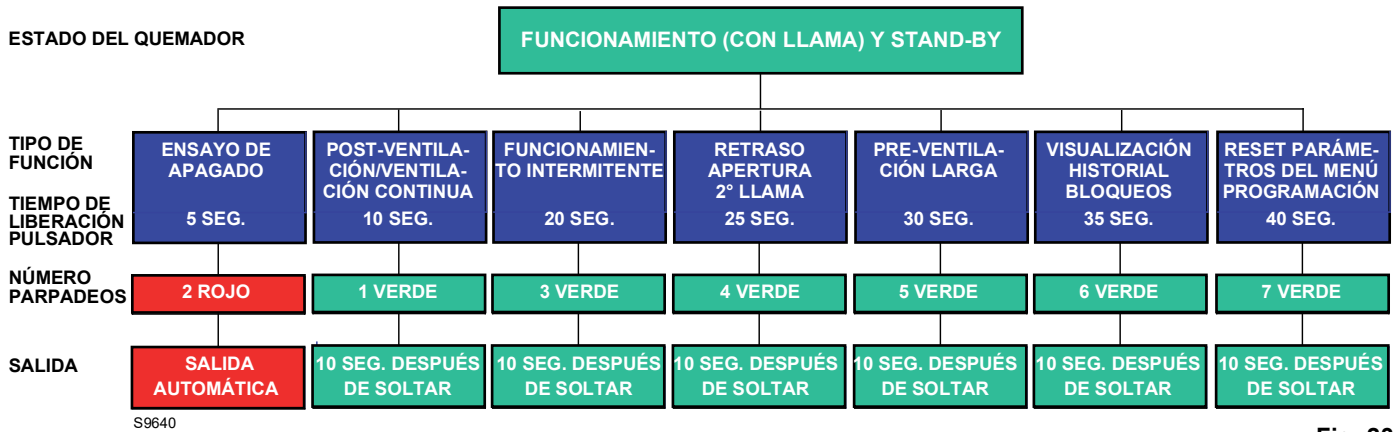 ESTADO DEL QUEMADOR
FUNCIONAMIENTO (CON LLAMA) Y STAND-BY
TIPO DE
FUNCIÓN
ENSAYO DE
APAGADO
POST-VENTILA-
CIÓN/VENTILA-
CIÓN CONTINUA
FUNCIONAMIEN-
TO INTERMITENTE
RETRASO
APERTURA
2° LLAMA
PRE-VENTILA-
CIÓN LARGA
VISUALIZACIÓN
HISTORIAL
BLOQUEOS
RESET PARÁME-
TROS DEL MENÚ
PROGRAMACIÓN
TIEMPO DE
LIBERACIÓN
PULSADOR
5 SEG.
10 SEG.
20 SEG.
25 SEG.
30 SEG.
35 SEG.
40 SEG.
NÚMERO
PARPADEOS
2 ROJO
1 VERDE
3 VERDE
4 VERDE
5 VERDE
6 VERDE
7 VERDE
SALIDA
SALIDA
AUTOMÁTICA
10 SEG. DESPUÉS
DE SOLTAR
10 SEG. DESPUÉS
DE SOLTAR
10 SEG. DESPUÉS
DE SOLTAR
10 SEG. DESPUÉS
DE SOLTAR
10 SEG. DESPUÉS
DE SOLTAR
10 SEG. DESPUÉS
DE SOLTAR
S9640